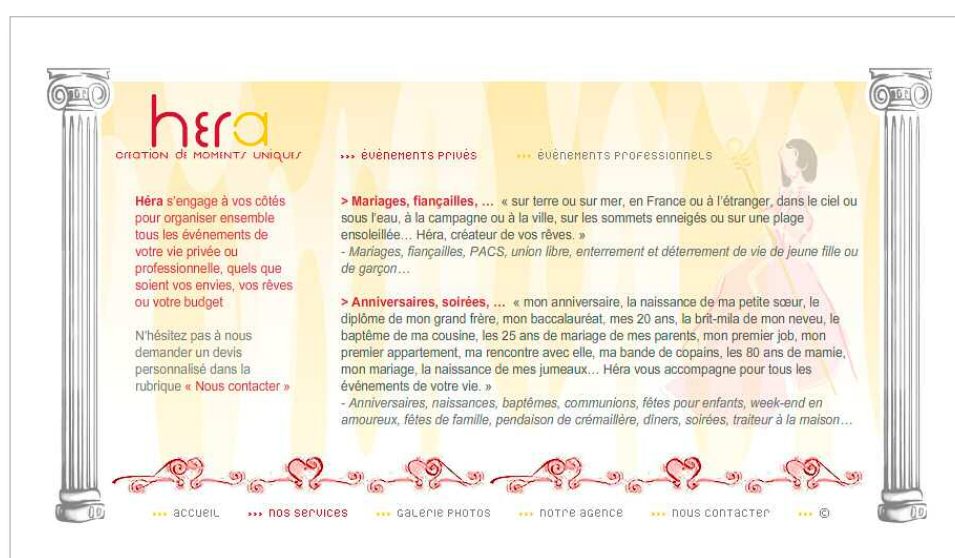 héra
création de moments uniques
••• évènements privés ••• évènements professionnels
Héra s'engage à vos côtés
pour organiser ensemble
tous les événements de
votre vie privée ou
professionnelle, quels que
soient vos envies, vos rêves
ou votre budget
N'hésitez pas à nous
demander un devis
personnalisé dans la
rubrique « Nous contacter »
> Mariages, fiançailles, … « sur terre ou sur mer, en France ou à l'étranger, dans le ciel ou
sous l'eau, à la campagne ou à la ville, sur les sommets enneigés ou sur une plage
ensoleillée… Héra, créateur de vos rêves. »
- Mariages, fiançailles, PACS, union libre, enterrement et déterrement de vie de jeune fille ou
de garçon…
> Anniversaires, soirées, … « mon anniversaire, la naissance de ma petite sœur, le
diplôme de mon grand frère, mon baccalauréat, mes 20 ans, la brit-mila de mon neveu, le
baptême de ma cousine, les 25 ans de mariage de mes parents, mon premier job, mon
premier appartement, ma rencontre avec elle, ma bande de copains, les 80 ans de mamie,
mon mariage, la naissance de mes jumeaux… Héra vous accompagne pour tous les
événements de votre vie. »
- Anniversaires, naissances, baptêmes, communions, fêtes pour enfants, week-end en
amoureux, fêtes de famille, pendaison de crémaillère, dîners, soirées, traiteur à la maison…
••• accueil ••• nos services ••• galerie photos ••• notre agence ••• nous contacter ••• ©